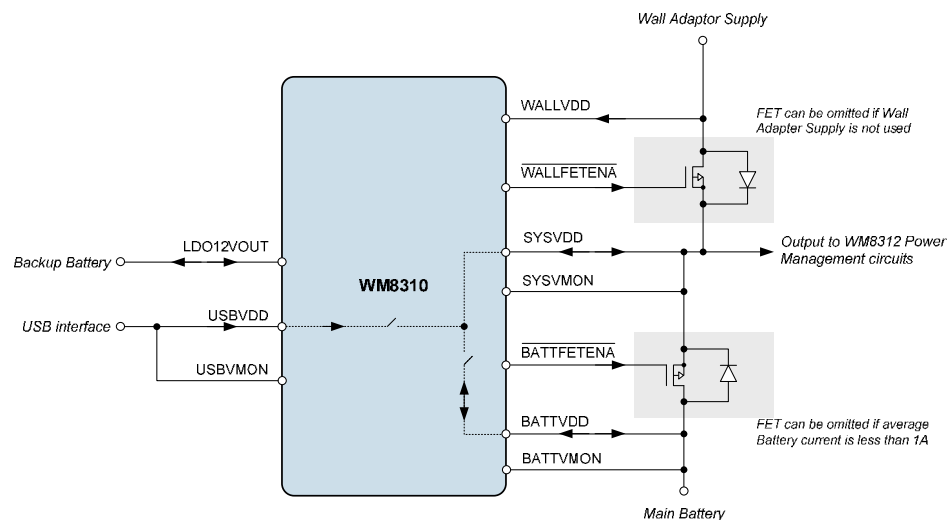 Wall Adaptor Supply
WALLVDD
FET can be omitted if Wall
Adapter Supply is not used
WALLFETENA
LDO12VOUT
Backup Battery
SYSVDD
Output to WM8312 Power
Management circuits
WM8310
SYSVMON
USB interface
USBVDD
USBVMON
BATTFETENA
BATTVDD
FET can be omitted if average
Battery current is less than 1A
BATTVMON
Main Battery